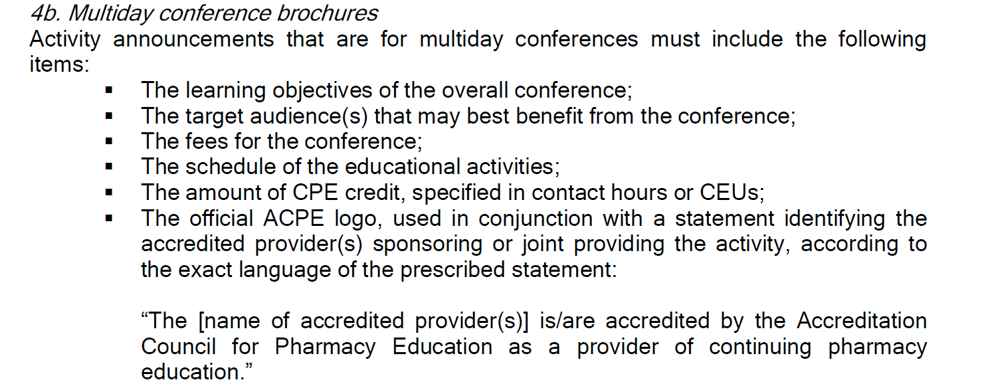 4b. Multiday conference brochures
Activity announcements that are for multiday conferences must include the following
items:
▪ The learning objectives of the overall conference;
▪ The target audience(s) that may best benefit from the conference;
▪ The fees for the conference;
▪ The schedule of the educational activities;
▪ The amount of CPE credit, specified in contact hours or CEUs;
▪ The official ACPE logo, used in conjunction with a statement identifying the
accredited provider(s) sponsoring or joint providing the activity, according to
the exact language of the prescribed statement:
“The [name of accredited provider(s)] is/are accredited by the Accreditation
Council for Pharmacy Education as a provider of continuing pharmacy
education.”